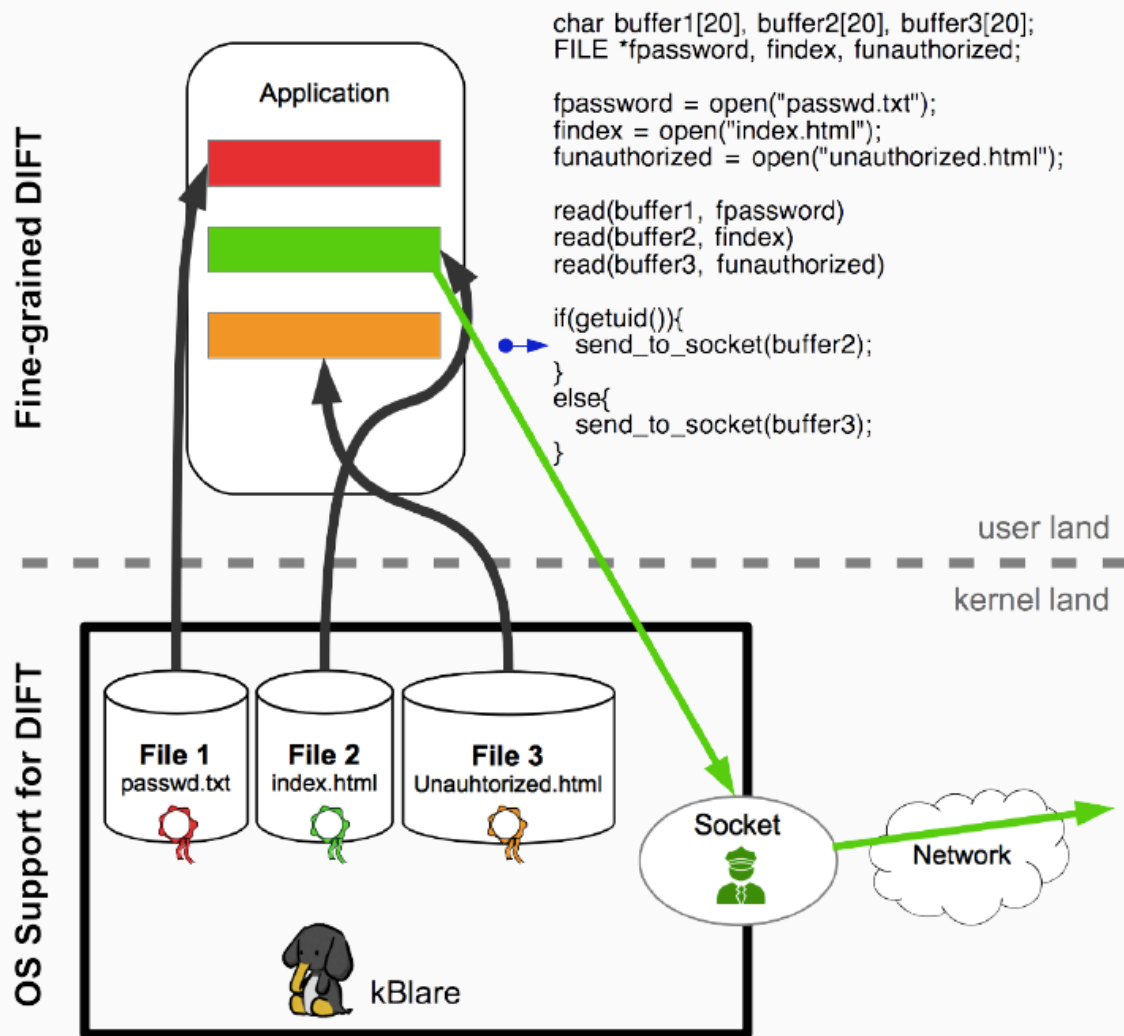 Fine-grained DIFT
Application
char buffer1[20], buffer2[20], buffer3[20];
FILE *fpassword, findex, funauthorized;
fpassword = open("passwd.txt");
findex = open("index.html");
funauthorized = open("unauthorized.html");
read(buffer1, fpassword)
read(buffer2, findex)
read(buffer3, funauthorized)
if(getuid()){
send_to_socket(buffer2);
}
else{
send_to_socket(buffer3);
}
user land
kernel land
OS Support for DIFT
File 1
passwd.txt
File 2
index.html
File 3
Unauhtorized.html
Socket
Network
kBlare